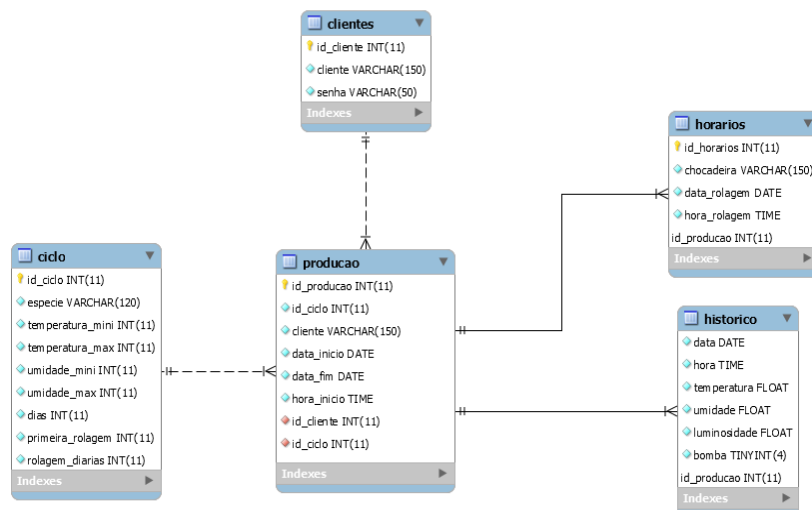 clientes
id_cliente INT(11)
cliente VARCHAR(150)
senha VARCHAR(50)
Indexes
horarios
id_horarios INT(11)
chocadeira VARCHAR(150)
data_rolagem DATE
hora_rolagem TIME
id_producao INT(11)
Indexes
ciclo
id_ciclo INT(11)
especie VARCHAR(120)
temperatura_mini INT(11)
temperatura_max INT(11)
umidade_mini INT(11)
umidade_max INT(11)
dias INT(11)
primeira_rolagem INT(11)
rolagem_diarias INT(11)
Indexes
producao
id_producao INT(11)
id_ciclo INT(11)
cliente VARCHAR(150)
data_inicio DATE
data_fim DATE
hora_inicio TIME
id_cliente INT(11)
id_ciclo INT(11)
Indexes
historico
data DATE
hora TIME
temperatura FLOAT
umidade FLOAT
luminosidade FLOAT
bomba TINYINT(4)
id_producao INT(11)
Indexes